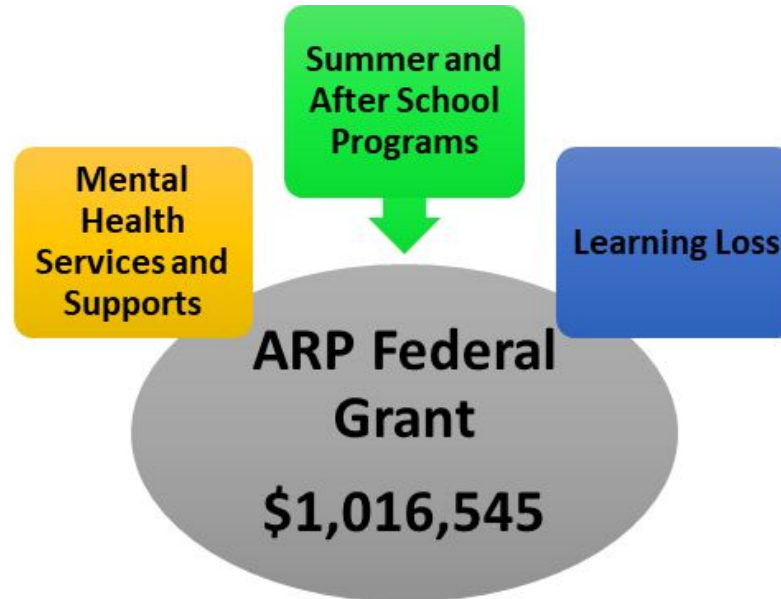 Summer and
After School
Programs
Mental
Health
Services and
Supports
Learning Loss
ARP Federal
Grant
$1,016,545